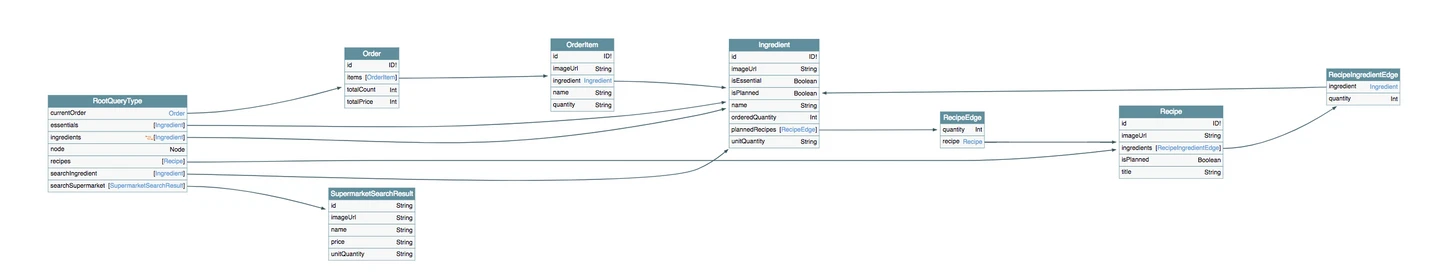 RootQueryType
currentOrder Order
essentials [Ingredient]
ingredients [Ingredient]
node Node
recipes [Recipe]
searchIngredient [Ingredient]
searchSupermarket [SupermarketSearchResult]
Order
id ID!
items [OrderItem]
totalCount Int
totalPrice Int
SupermarketSearchResult
id String
imageUrl String
name String
price String
unitQuantity String
OrderItem
id ID!
imageUrl String
ingredient Ingredient
name String
quantity String
Ingredient
id ID!
imageUrl String
isEssential Boolean
isPlanned Boolean
name String
orderedQuantity Int
plannedRecipes [RecipeEdge]
unitQuantity String
RecipeEdge
quantity Int
recipe Recipe
Recipe
id ID!
imageUrl String
ingredients [RecipeIngredientEdge]
isPlanned Boolean
title String
RecipeIngredientEdge
ingredient Ingredient
quantity Int